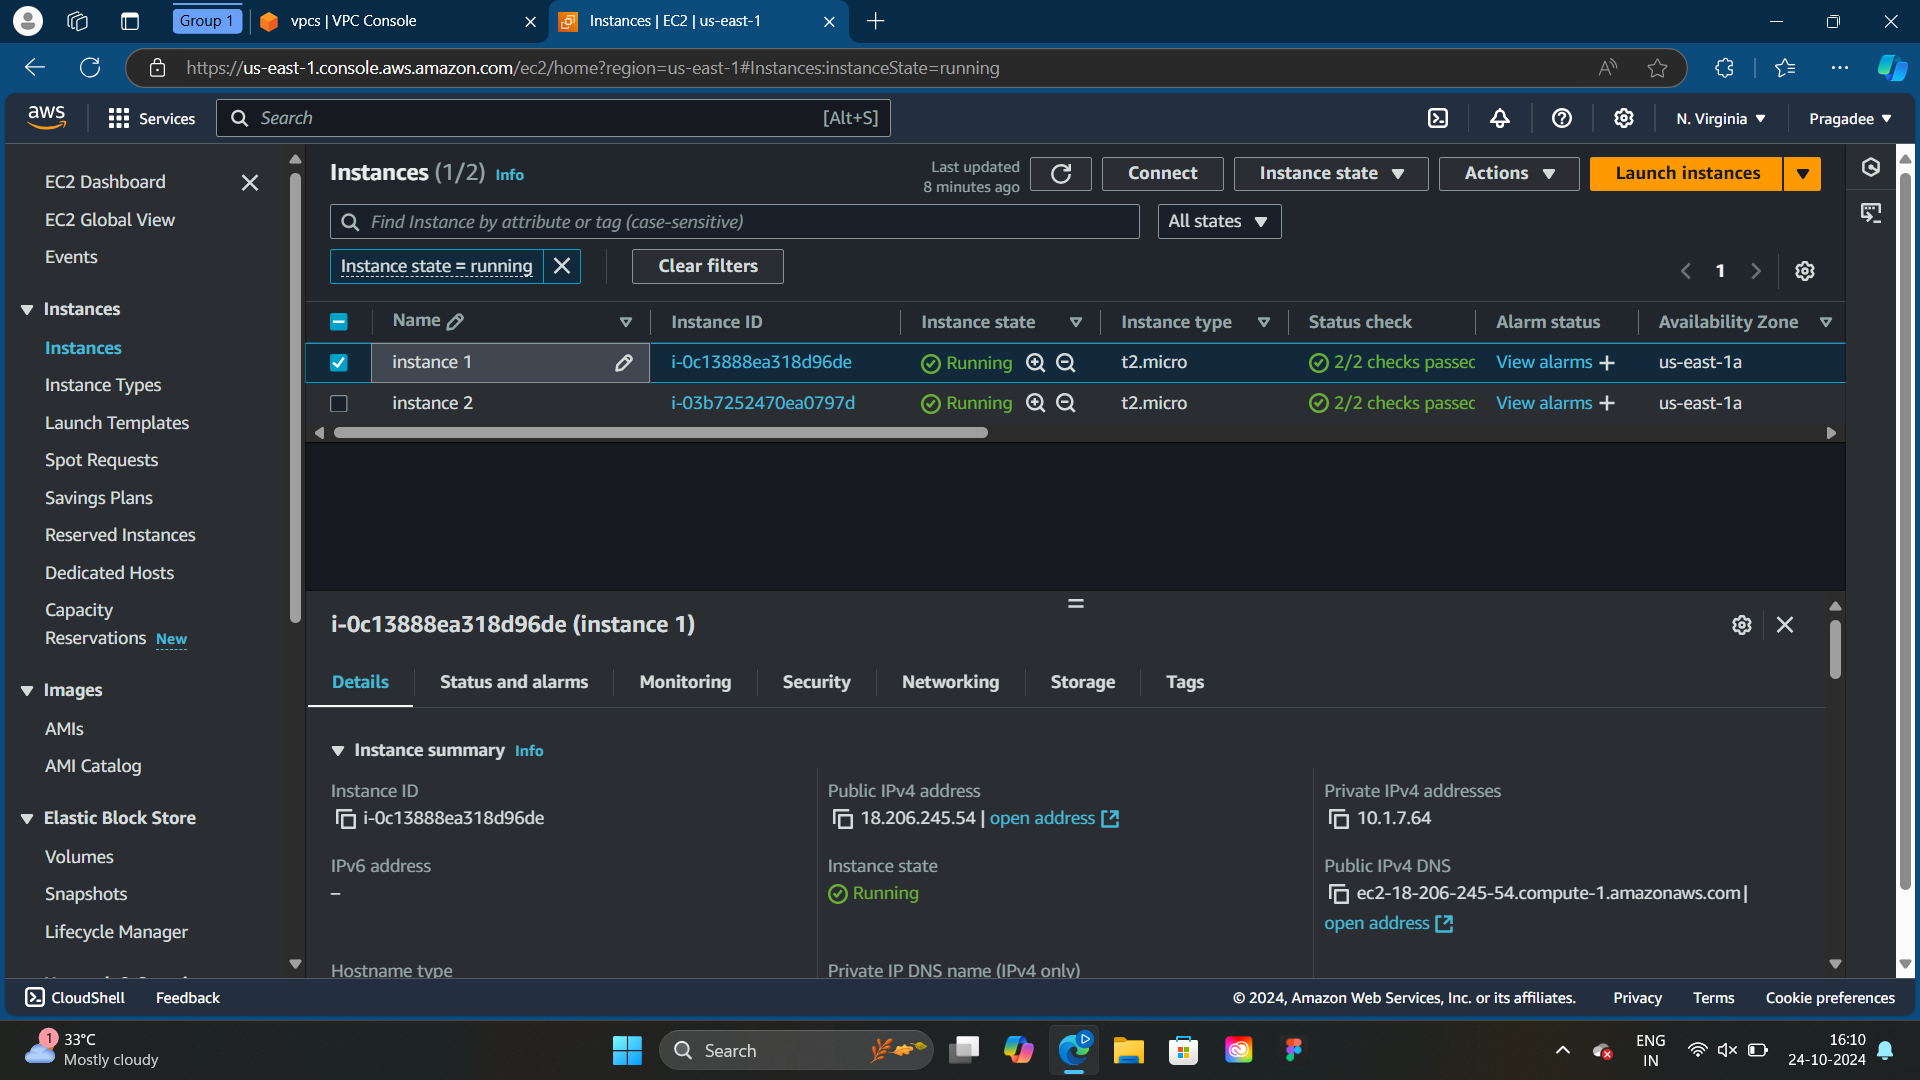 Group 1
vpcs | VPC Console
Instances | EC2 | us-east-1
https://us-east-1.console.aws.amazon.com/ec2/home?region=us-east-1#Instances:instanceState=running
aws
Services
Search
[Alt+S]
N. Virginia
Pragadee
EC2 Dashboard
EC2 Global View
Events
Instances
Instances
Instance Types
Launch Templates
Spot Requests
Savings Plans
Reserved Instances
Dedicated Hosts
Capacity
Reservations New
Images
AMIs
AMI Catalog
Elastic Block Store
Volumes
Snapshots
Lifecycle Manager
Instances (1/2) Info
Last updated
8 minutes ago
Connect
Instance state
Actions
Launch instances
Find Instance by attribute or tag (case-sensitive)
All states
Instance state = running
Clear filters
1
Name Instance ID Instance state Instance type Status check Alarm status Availability Zone
instance 1 i-0c13888ea318d96de Running t2.micro 2/2 checks passec View alarms us-east-1a
instance 2 i-03b7252470ea0797d Running t2.micro 2/2 checks passec View alarms us-east-1a
i-0c13888ea318d96de (instance 1)
Details Status and alarms Monitoring Security Networking Storage Tags
Instance summary Info
Instance ID
i-0c13888ea318d96de
Public IPv4 address
18.206.245.54 | open address
Private IPv4 addresses
10.1.7.64
IPv6 address
–
Instance state
Running
Public IPv4 DNS
ec2-18-206-245-54.compute-1.amazonaws.com |
open address
Hostname type
Private IP DNS name (IPv4 only)
CloudShell Feedback
© 2024, Amazon Web Services, Inc. or its affiliates. Privacy Terms Cookie preferences
1
33°C
Mostly cloudy
Search
ENG
IN
16:10
24-10-2024